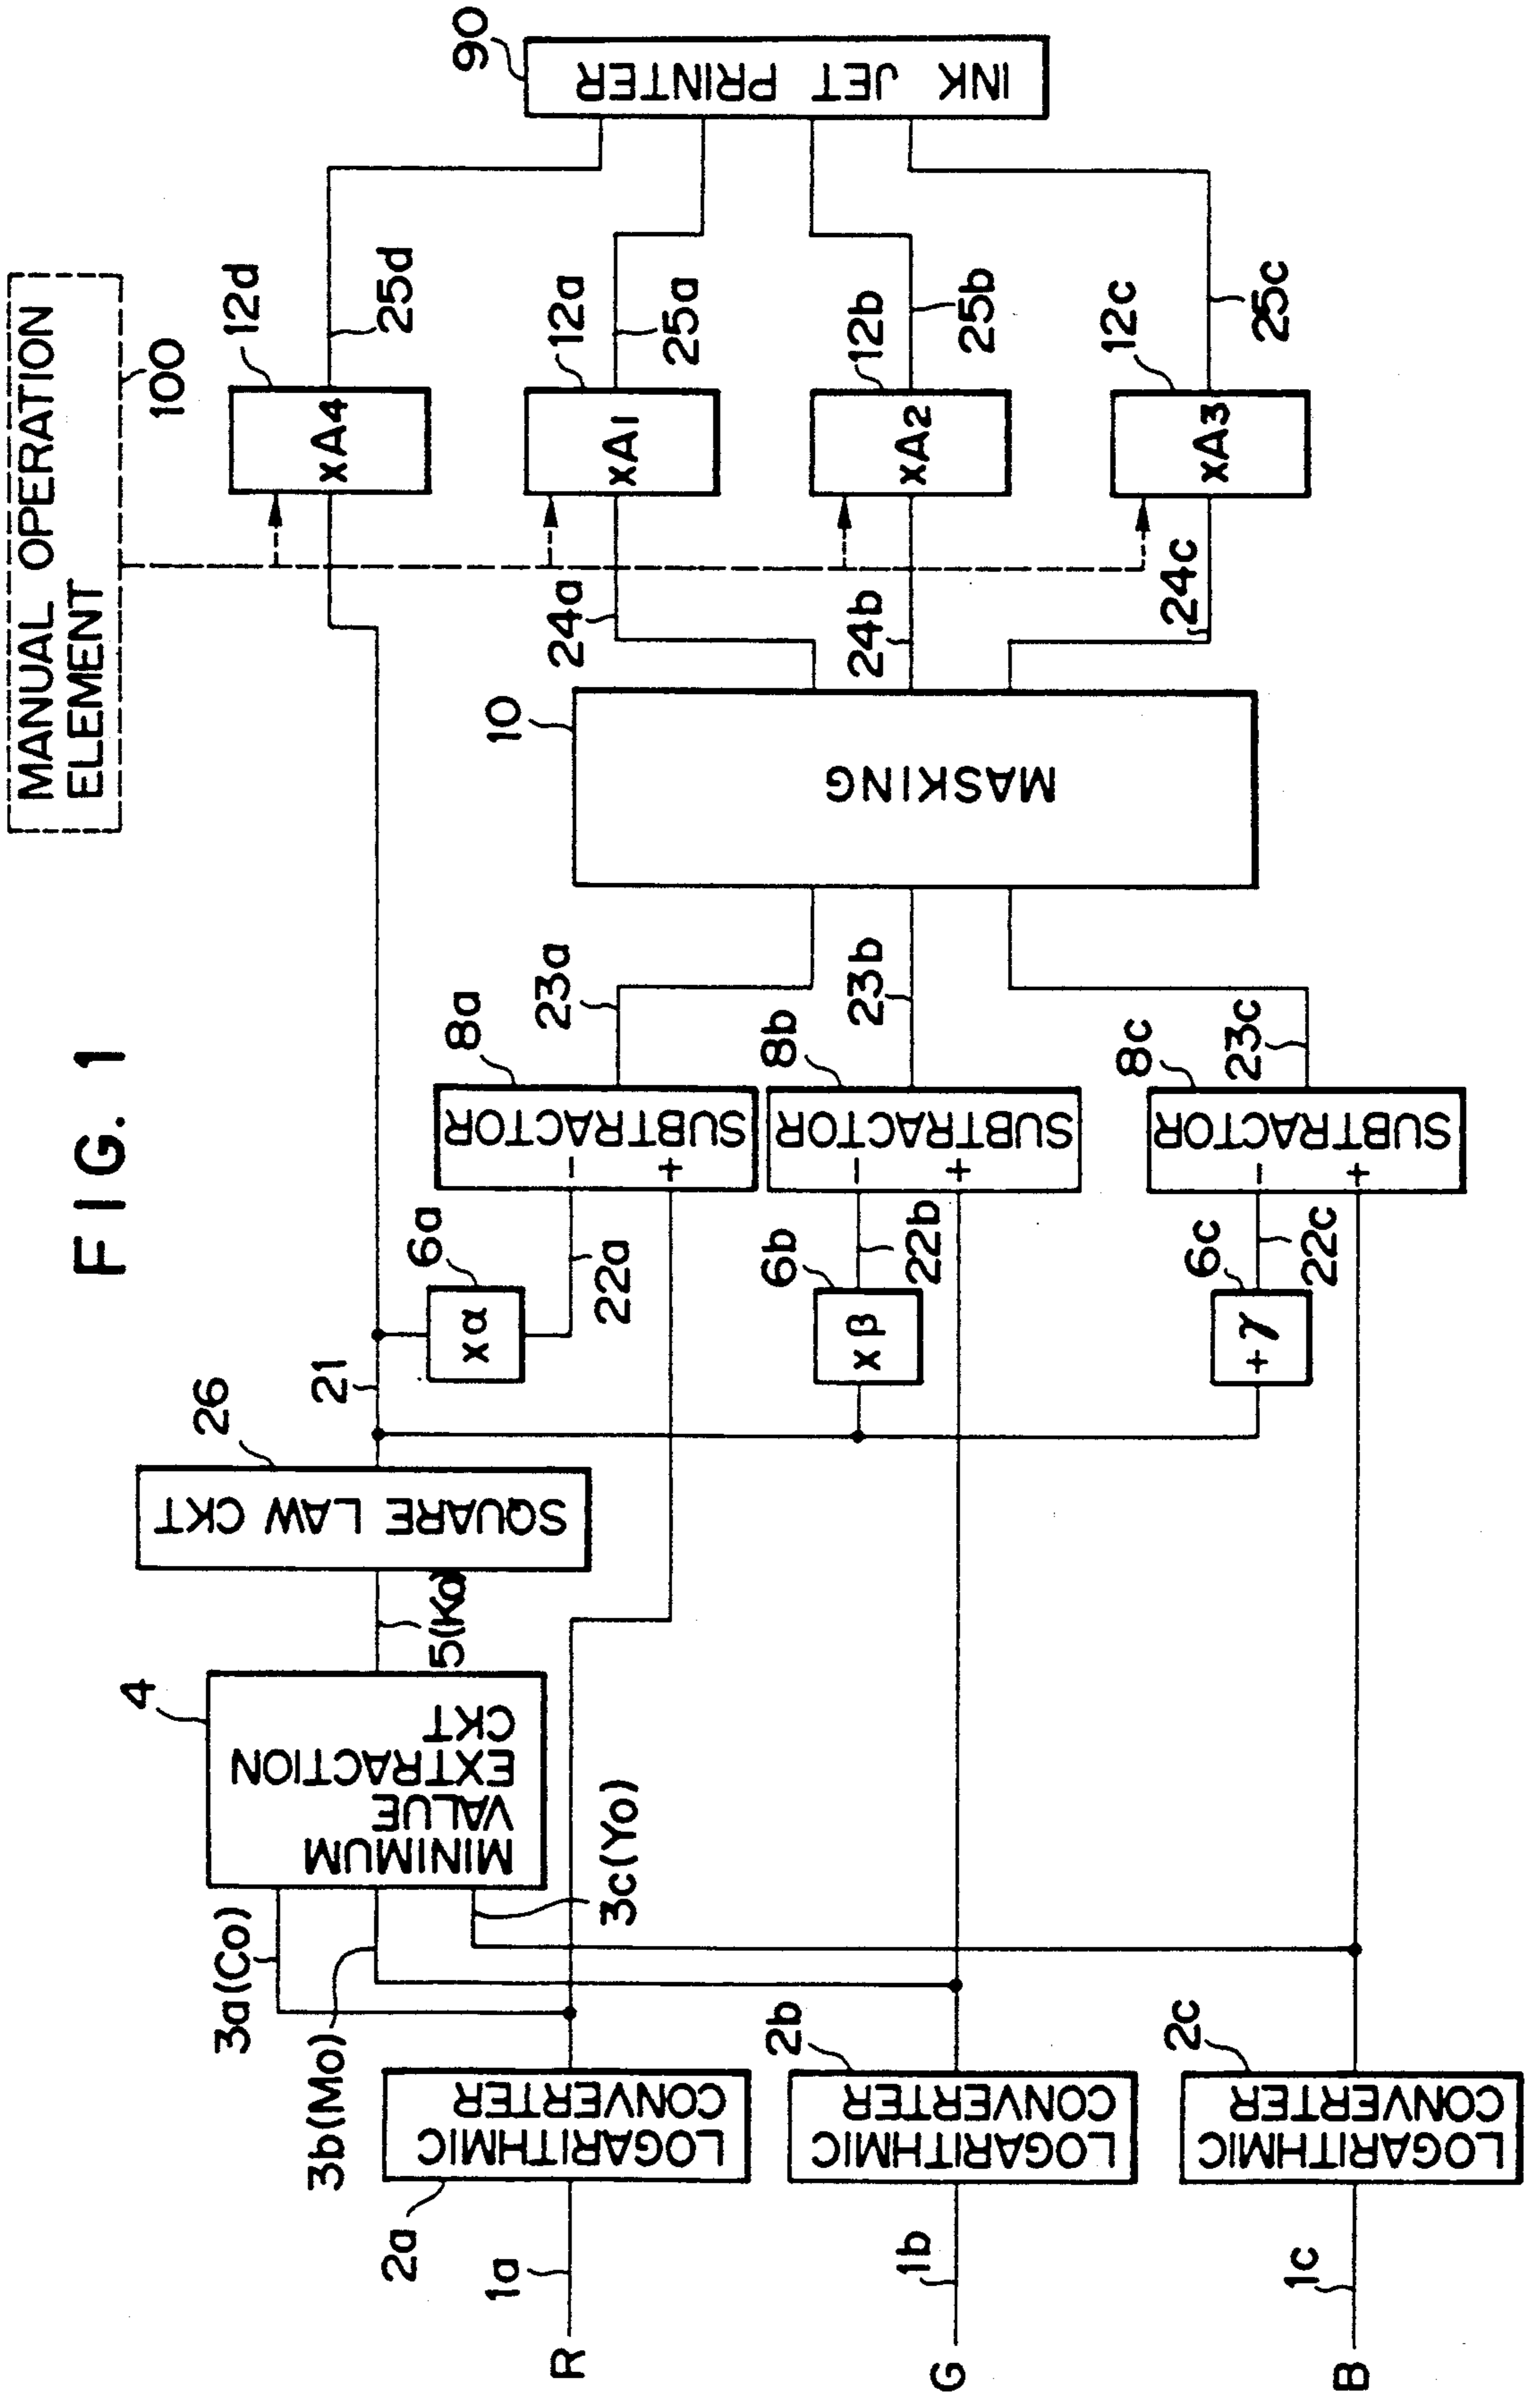 FIG. 1
MANUAL OPERATION
ELEMENT
100
R
G
B
1a
1b
1c
2a
LOGARITHMIC
CONVERTER
2b
LOGARITHMIC
CONVERTER
2c
LOGARITHMIC
CONVERTER
3a(Co)
3b(Mo)
3c(Yo)
4
MINIMUM
VALUE
EXTRACTION
CKT
5(Ko)
26
SQUARE LAW CKT
21
6a
xα
22a
6b
xβ
22b
6c
+γ
22c
8a
SUBTRACTOR
-
+
8b
SUBTRACTOR
-
+
8c
SUBTRACTOR
-
+
23a
23b
23c
10
MASKING
24a
24b
24c
12d
xA4
12a
xA1
12b
xA2
12c
xA3
25d
25a
25b
25c
90
INK JET PRINTER